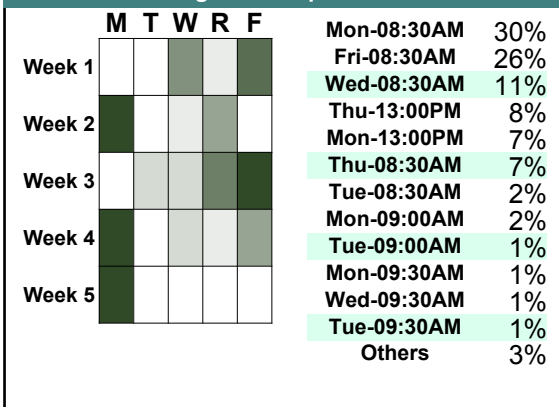 M T W R F
Week 1
Week 2
Week 3
Week 4
Week 5
Mon-08:30AM 30%
Fri-08:30AM 26%
Wed-08:30AM 11%
Thu-13:00PM 8%
Mon-13:00PM 7%
Thu-08:30AM 7%
Tue-08:30AM 2%
Mon-09:00AM 2%
Tue-09:00AM 1%
Mon-09:30AM 1%
Wed-09:30AM 1%
Tue-09:30AM 1%
Others 3%